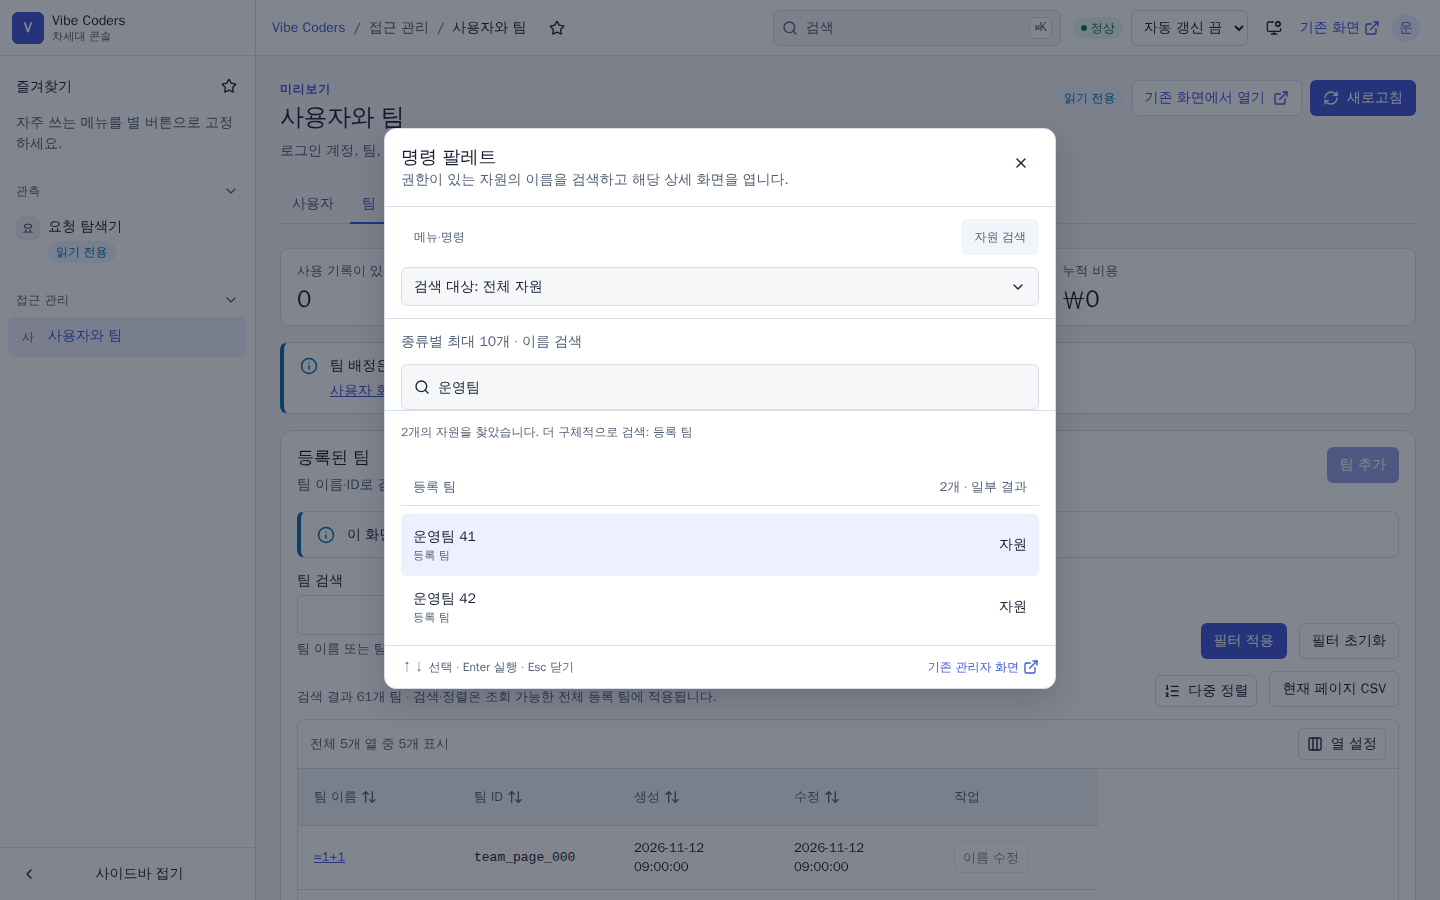 V
Vibe Coders
차세대 콘솔
Vibe Coders / 접근 관리 / 사용자와 팀
검색
⌘K
정상
자동 갱신 끔
기존 화면
운
즐겨찾기
자주 쓰는 메뉴를 별 버튼으로 고정하세요.
관측
요 요청 탐색기
읽기 전용
접근 관리
사 사용자와 팀
사이드바 접기
미리보기
사용자와 팀
로그인 계정, 팀,
읽기 전용
기존 화면에서 열기
새로고침
사용자
팀
사용 기록이 있
0
누적 비용
₩0
팀 배정은
사용자 화
등록된 팀
팀 이름·ID로 검
팀 추가
이 화면
팀 검색
팀 이름 또는 팀
필터 적용
필터 초기화
검색 결과 61개 팀 · 검색·정렬은 조회 가능한 전체 등록 팀에 적용됩니다.
다중 정렬
현재 페이지 CSV
전체 5개 열 중 5개 표시
열 설정
팀 이름
팀 ID
생성
수정
작업
=1+1
team_page_000
2026-11-12
09:00:00
2026-11-12
09:00:00
이름 수정
명령 팔레트
권한이 있는 자원의 이름을 검색하고 해당 상세 화면을 엽니다.
메뉴·명령
자원 검색
검색 대상: 전체 자원
종류별 최대 10개 · 이름 검색
운영팀
2개의 자원을 찾았습니다. 더 구체적으로 검색: 등록 팀
등록 팀
2개 · 일부 결과
운영팀 41
등록 팀
자원
운영팀 42
등록 팀
자원
↑ ↓ 선택 · Enter 실행 · Esc 닫기
기존 관리자 화면